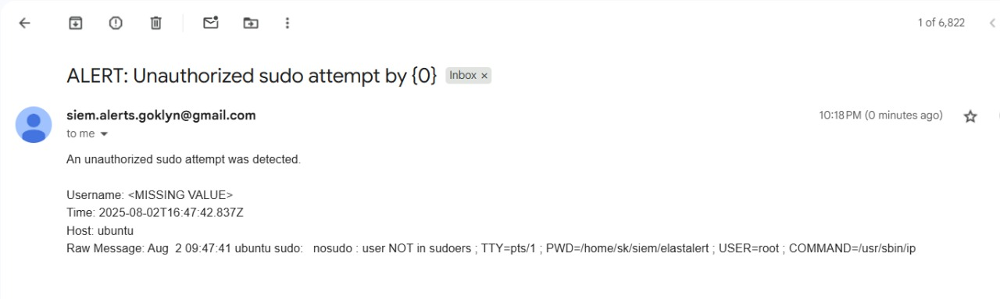 1 of 6,822
ALERT: Unauthorized sudo attempt by {0} Inbox ×
siem.alerts.goklyn@gmail.com 10:18 PM (0 minutes ago)
to me
An unauthorized sudo attempt was detected.
Username: <MISSING VALUE>
Time: 2025-08-02T16:47:42.837Z
Host: ubuntu
Raw Message: Aug  2 09:47:41 ubuntu sudo:   nosudo : user NOT in sudoers ; TTY=pts/1 ; PWD=/home/sk/siem/elastalert ; USER=root ; COMMAND=/usr/sbin/ip